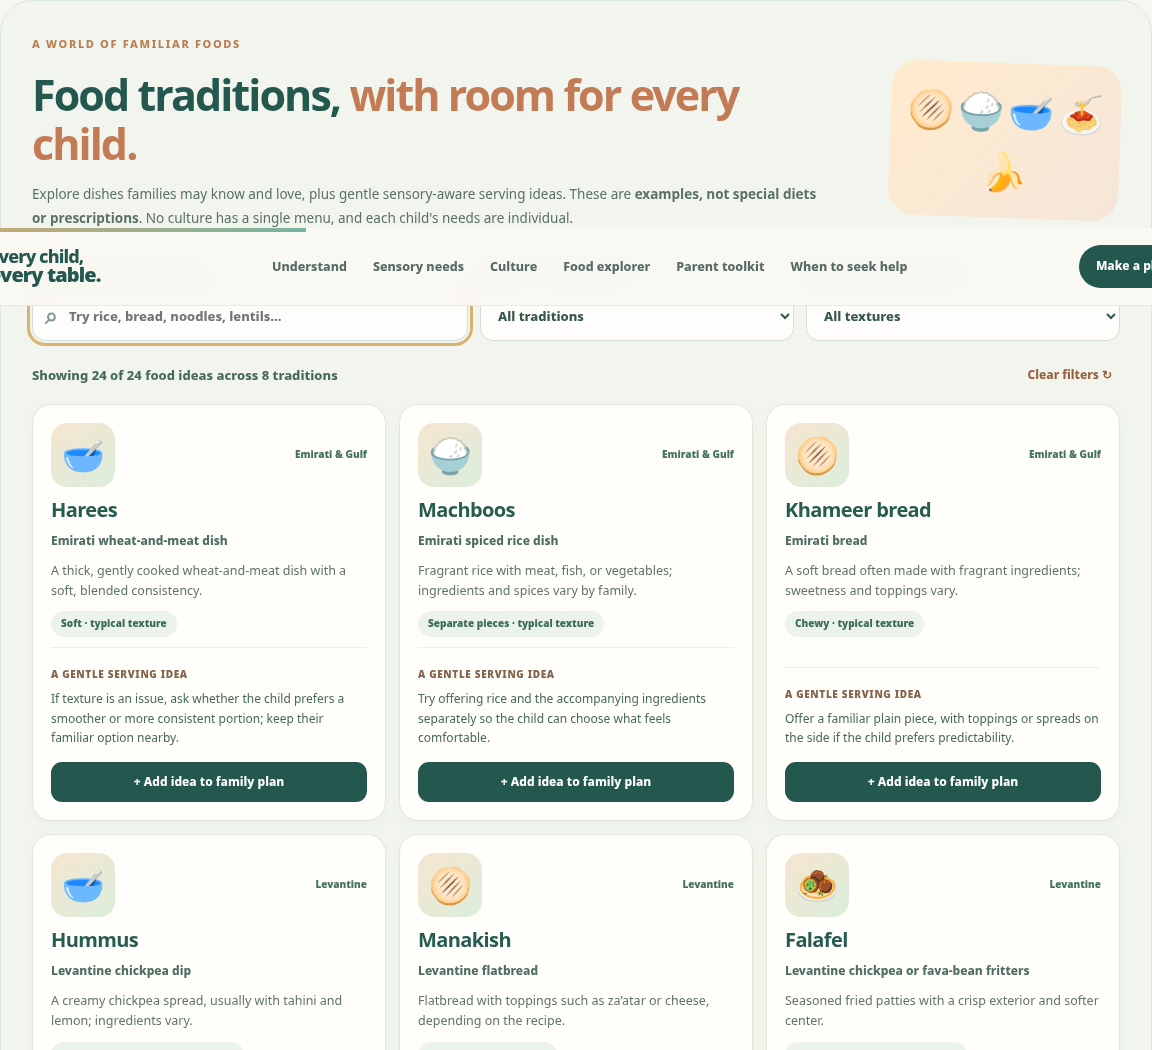 A WORLD OF FAMILIAR FOODS
Food traditions, with room for every
child.
Explore dishes families may know and love, plus gentle sensory-aware serving ideas. These are examples, not special diets
or prescriptions. No culture has a single menu, and each child's needs are individual.
very child,
very table.
Understand
Sensory needs
Culture
Food explorer
Parent toolkit
When to seek help
Make a pl
Try rice, bread, noodles, lentils...
All traditions
All textures
Showing 24 of 24 food ideas across 8 traditions
Clear filters ↻
Emirati & Gulf
Harees
Emirati wheat-and-meat dish
A thick, gently cooked wheat-and-meat dish with a
soft, blended consistency.
Soft · typical texture
A GENTLE SERVING IDEA
If texture is an issue, ask whether the child prefers a
smoother or more consistent portion; keep their
familiar option nearby.
+ Add idea to family plan
Emirati & Gulf
Machboos
Emirati spiced rice dish
Fragrant rice with meat, fish, or vegetables;
ingredients and spices vary by family.
Separate pieces · typical texture
A GENTLE SERVING IDEA
Try offering rice and the accompanying ingredients
separately so the child can choose what feels
comfortable.
+ Add idea to family plan
Emirati & Gulf
Khameer bread
Emirati bread
A soft bread often made with fragrant ingredients;
sweetness and toppings vary.
Chewy · typical texture
A GENTLE SERVING IDEA
Offer a familiar plain piece, with toppings or spreads on
the side if the child prefers predictability.
+ Add idea to family plan
Levantine
Hummus
Levantine chickpea dip
A creamy chickpea spread, usually with tahini and
lemon; ingredients vary.
Levantine
Manakish
Levantine flatbread
Flatbread with toppings such as za’atar or cheese,
depending on the recipe.
Levantine
Falafel
Levantine chickpea or fava-bean fritters
Seasoned fried patties with a crisp exterior and softer
center.